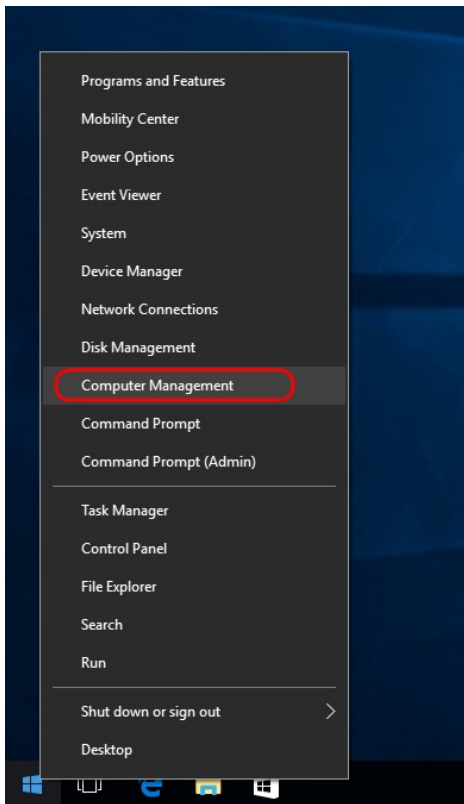 Programs and Features
Mobility Center
Power Options
Event Viewer
System
Device Manager
Network Connections
Disk Management
Computer Management
Command Prompt
Command Prompt (Admin)
Task Manager
Control Panel
File Explorer
Search
Run
Shut down or sign out
Desktop